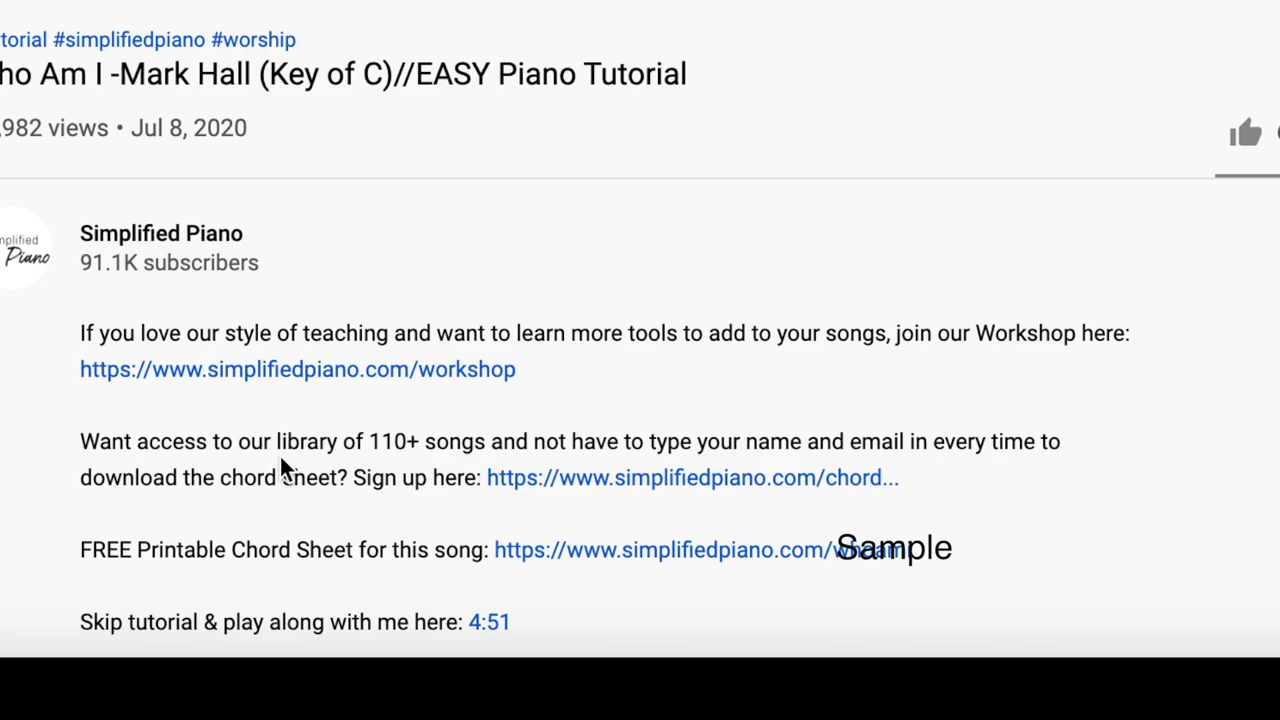 torial #simplifiedpiano #worship
ho Am I -Mark Hall (Key of C)//EASY Piano Tutorial
,982 views • Jul 8, 2020
nplified
Piano
Simplified Piano
91.1K subscribers
If you love our style of teaching and want to learn more tools to add to your songs, join our Workshop here:
https://www.simplifiedpiano.com/workshop
Want access to our library of 110+ songs and not have to type your name and email in every time to
download the chord sheet? Sign up here: https://www.simplifiedpiano.com/chord...
FREE Printable Chord Sheet for this song: https://www.simplifiedpiano.com/
Sample
Skip tutorial & play along with me here: 4:51